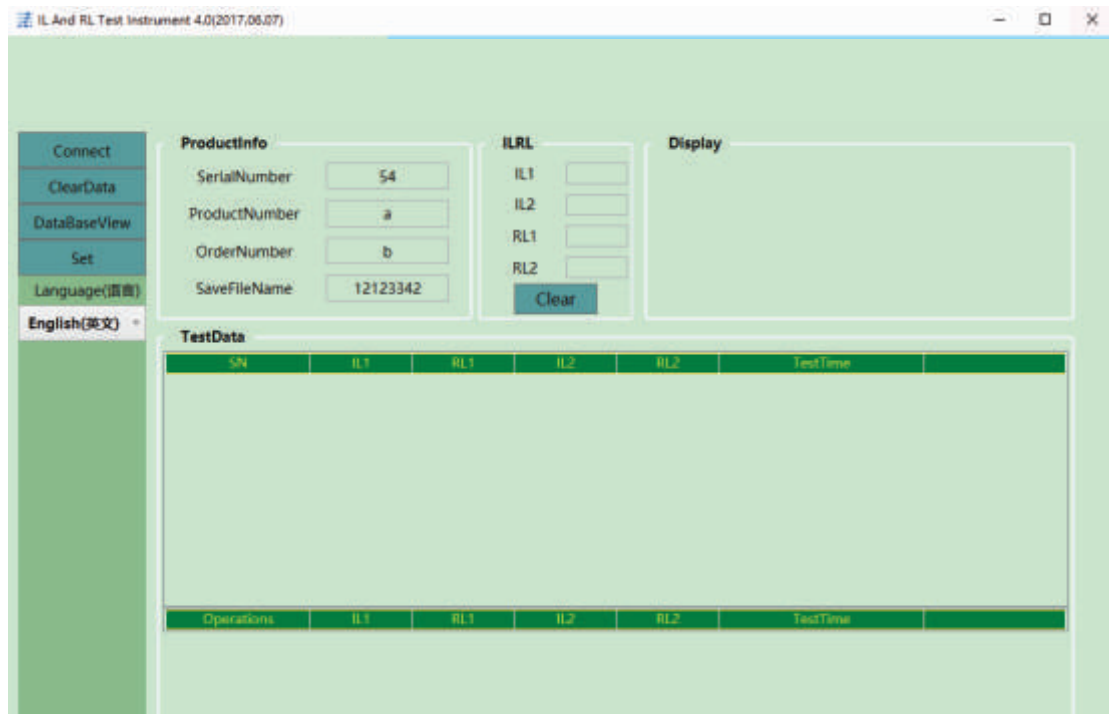 IL And RL Test Instrument 4.0(2017.06.07)
Connect
ClearData
DataBaseView
Set
Language(语言)
English(英文)
ProductInfo
SerialNumber 54
ProductNumber a
OrderNumber b
SaveFileName 12123342
ILRL
IL1
IL2
RL1
RL2
Clear
Display
TestData
SN IL1 RL1 IL2 RL2 TestTime
Operations IL1 RL1 IL2 RL2 TestTime